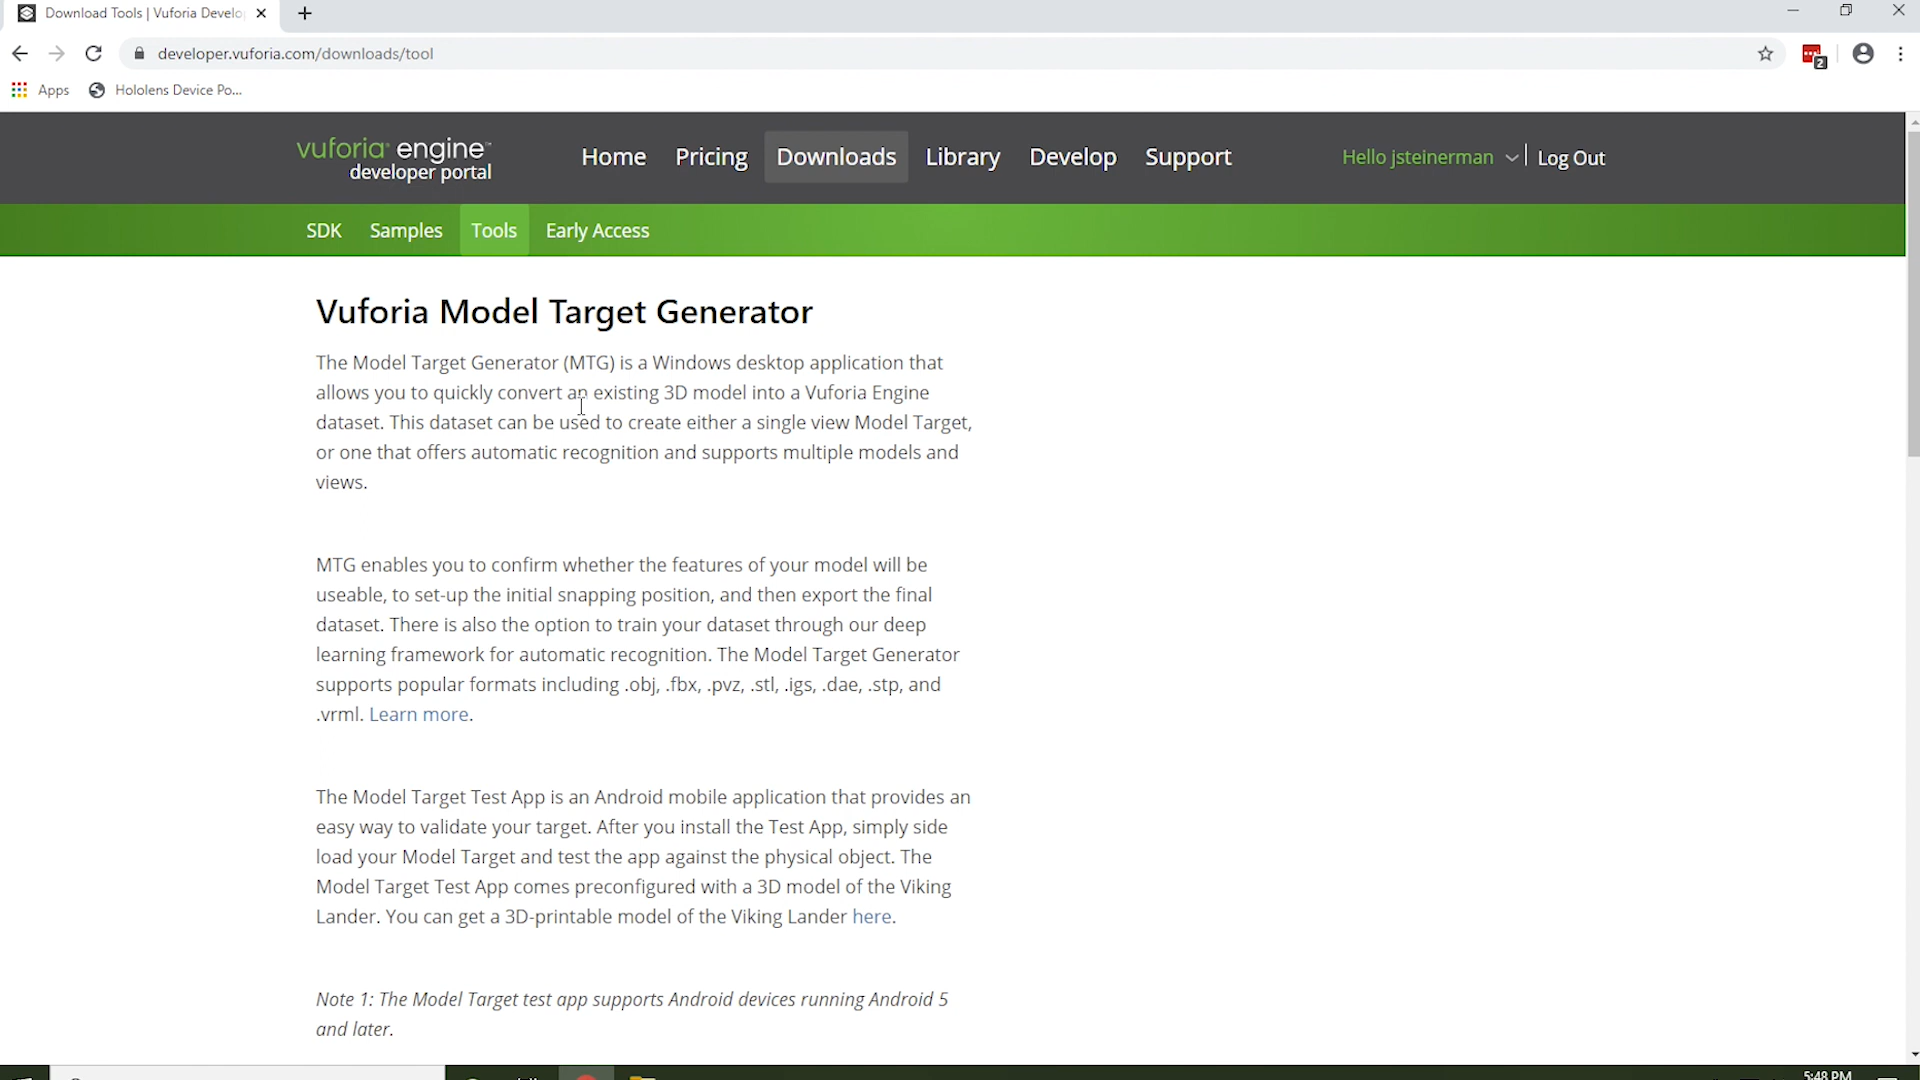 Download Tools | Vuforia Develo
developer.vuforia.com/downloads/tool
2
Apps
Hololens Device Po...
vuforia® engine™
developer portal
Home
Pricing
Downloads
Library
Develop
Support
Hello jsteinerman
Log Out
SDK
Samples
Tools
Early Access
Vuforia Model Target Generator
The Model Target Generator (MTG) is a Windows desktop application that
allows you to quickly convert an existing 3D model into a Vuforia Engine
dataset. This dataset can be used to create either a single view Model Target,
or one that offers automatic recognition and supports multiple models and
views.
MTG enables you to confirm whether the features of your model will be
useable, to set-up the initial snapping position, and then export the final
dataset. There is also the option to train your dataset through our deep
learning framework for automatic recognition. The Model Target Generator
supports popular formats including .obj, .fbx, .pvz, .stl, .igs, .dae, .stp, and
.vrml. Learn more.
The Model Target Test App is an Android mobile application that provides an
easy way to validate your target. After you install the Test App, simply side
load your Model Target and test the app against the physical object. The
Model Target Test App comes preconfigured with a 3D model of the Viking
Lander. You can get a 3D-printable model of the Viking Lander here.
Note 1: The Model Target test app supports Android devices running Android 5
and later.
5:48 PM